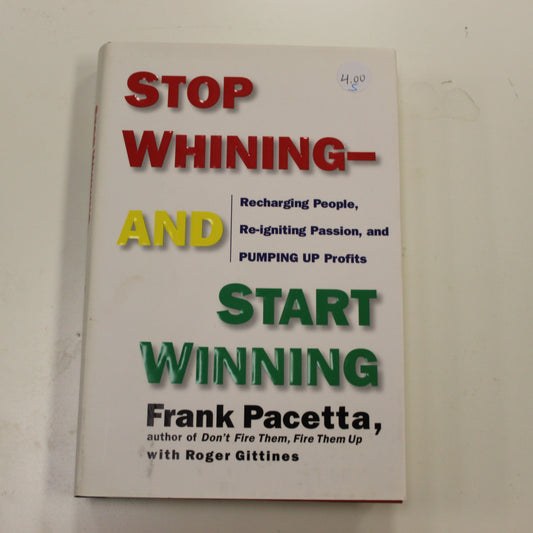 4.00
S
STOP
WHINING—
AND
Recharging People,
Re-igniting Passion, and
PUMPING UP Profits
START
WINNING
Frank Pacetta,
author of Don't Fire Them, Fire Them Up
with Roger Gittines